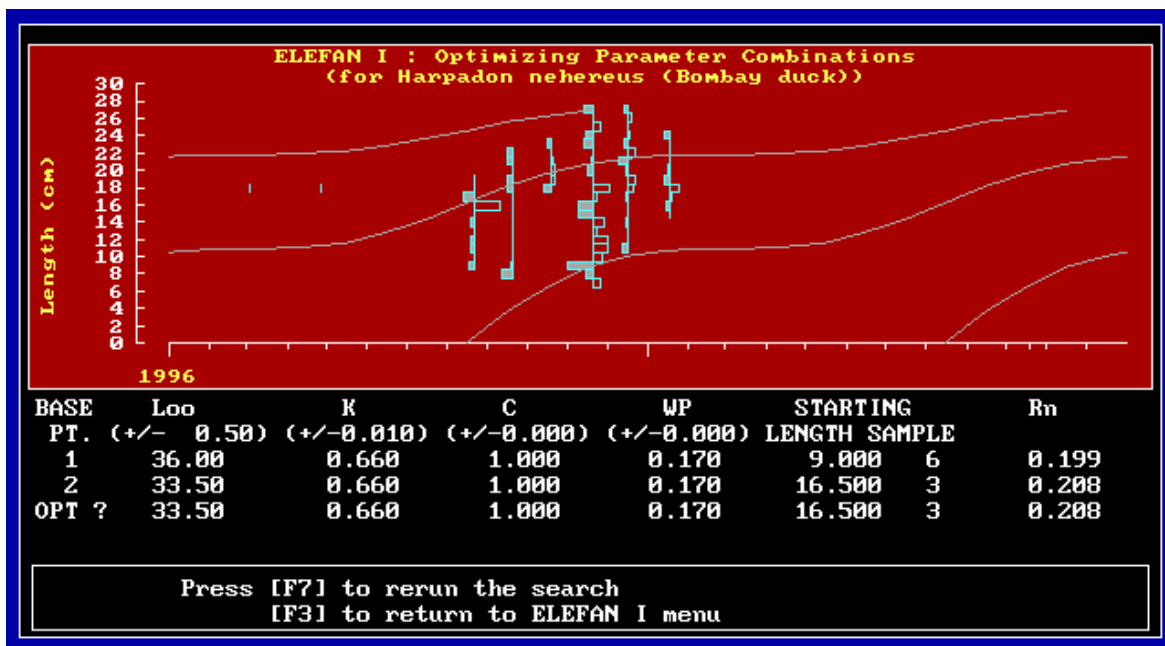 ELEFAN I : Optimizing Parameter Combinations
(for Harpadon nehereus (Bombay duck))
Length (cm)
30
28
26
24
22
20
18
16
14
12
10
8
6
4
2
0
1996
BASE Loo K C WP STARTING Rn
PT. (+/- 0.50) (+/-0.010) (+/-0.000) (+/-0.000) LENGTH SAMPLE
1 36.00 0.660 1.000 0.170 9.000 6 0.199
2 33.50 0.660 1.000 0.170 16.500 3 0.208
OPT ? 33.50 0.660 1.000 0.170 16.500 3 0.208
Press [F7] to rerun the search
[F3] to return to ELEFAN I menu